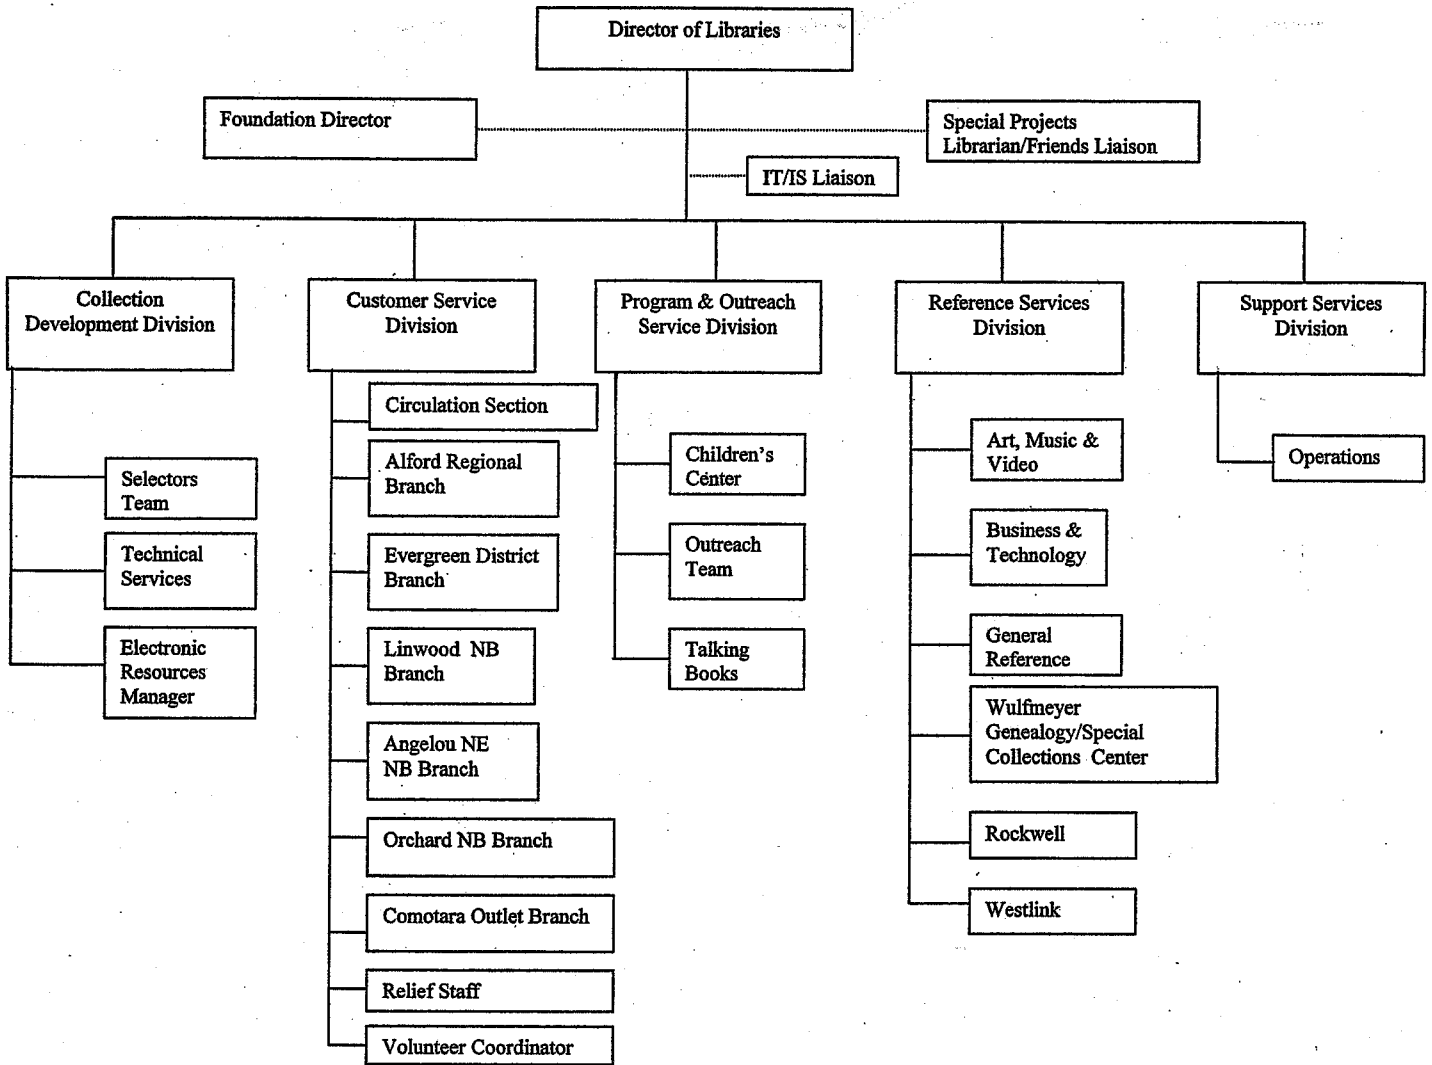 Director of Libraries
Foundation Director
Special Projects
Librarian/Friends Liaison
IT/IS Liaison
Collection
Development Division
Customer Service
Division
Program & Outreach
Service Division
Reference Services
Division
Support Services
Division
Selectors
Team
Technical
Services
Electronic
Resources
Manager
Circulation Section
Alford Regional
Branch
Evergreen District
Branch
Linwood NB
Branch
Angelou NE
NB Branch
Orchard NB Branch
Comotara Outlet Branch
Relief Staff
Volunteer Coordinator
Children's
Center
Outreach
Team
Talking
Books
Art, Music &
Video
Business &
Technology
General
Reference
Wulfmeyer
Genealogy/Special
Collections Center
Rockwell
Westlink
Operations